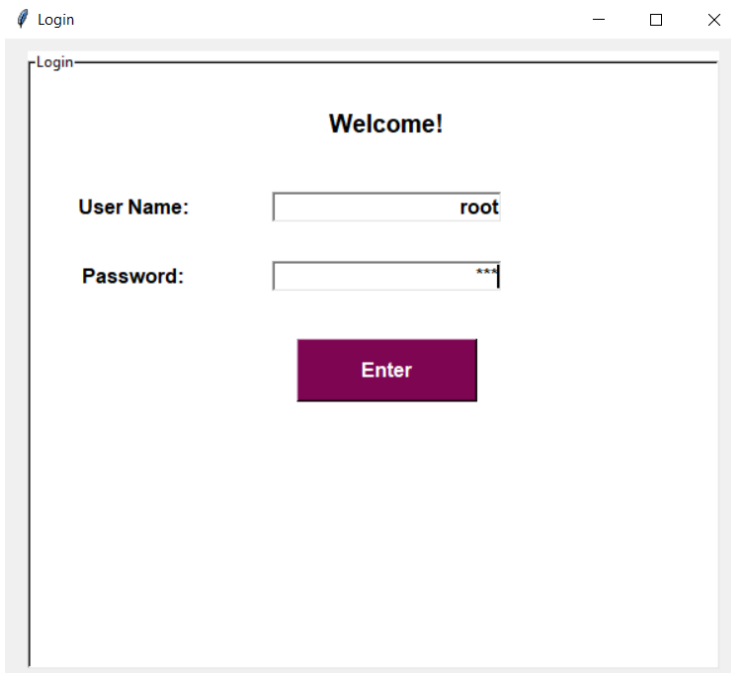 Login
Login
Welcome!
User Name: root
Password: ***
Enter